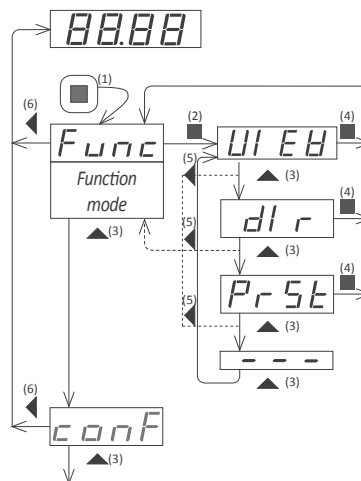 88.88
(1)
(6)
(2)
(4)
Func
VIEW
(5)
(3)
Function
mode
(4)
dIr
(3)
(5)
(3)
(4)
PrSt
(5)
(3)
---
(3)
(6)
conF
(3)